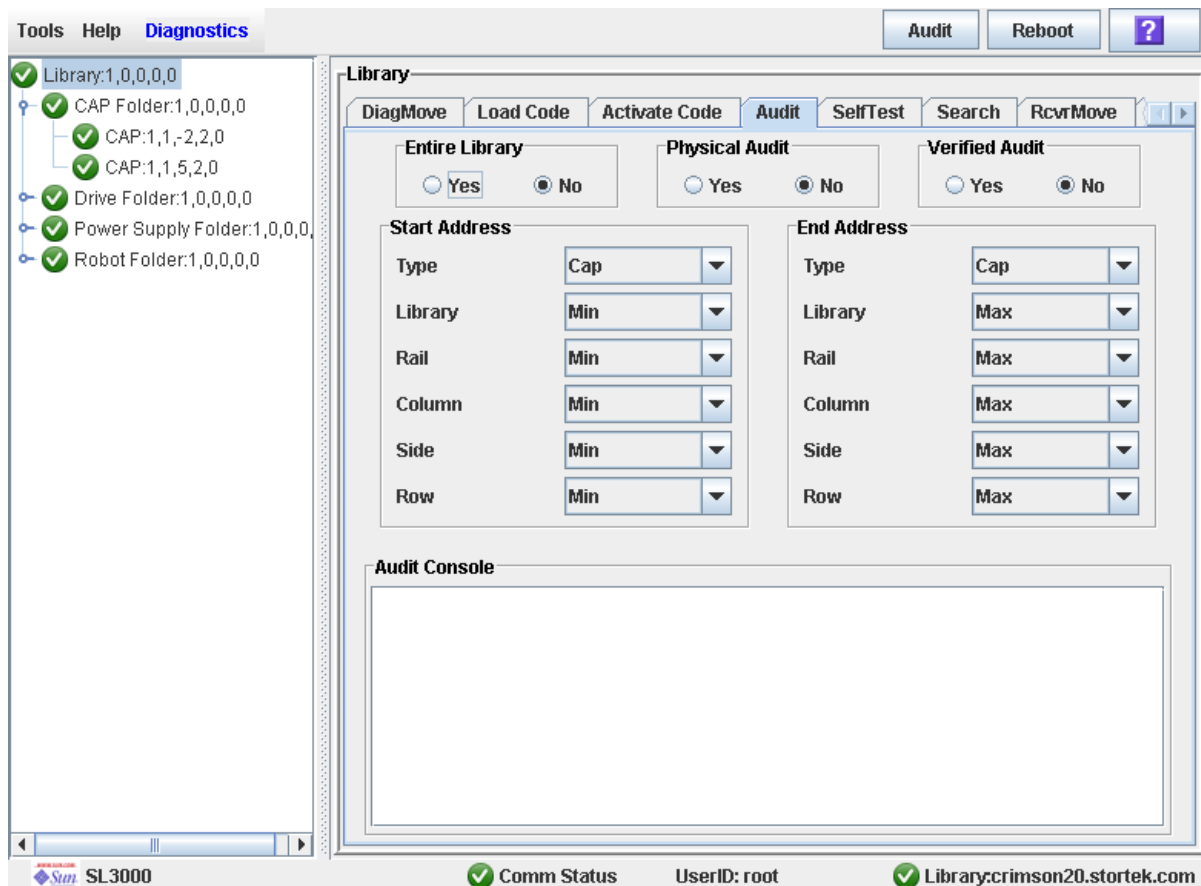 Tools Help Diagnostics Audit Reboot ?
Library:1,0,0,0,0
CAP Folder:1,0,0,0,0
CAP:1,1,-2,2,0
CAP:1,1,5,2,0
Drive Folder:1,0,0,0,0
Power Supply Folder:1,0,0,0,
Robot Folder:1,0,0,0,0
Library
DiagMove Load Code Activate Code Audit SelfTest Search RcvrMove
Entire Library Physical Audit Verified Audit
Yes No Yes No Yes No
Start Address End Address
Type Cap Type Cap
Library Min Library Max
Rail Min Rail Max
Column Min Column Max
Side Min Side Max
Row Min Row Max
Audit Console
Sun SL3000 Comm Status UserID: root Library:crimson20.stortek.com